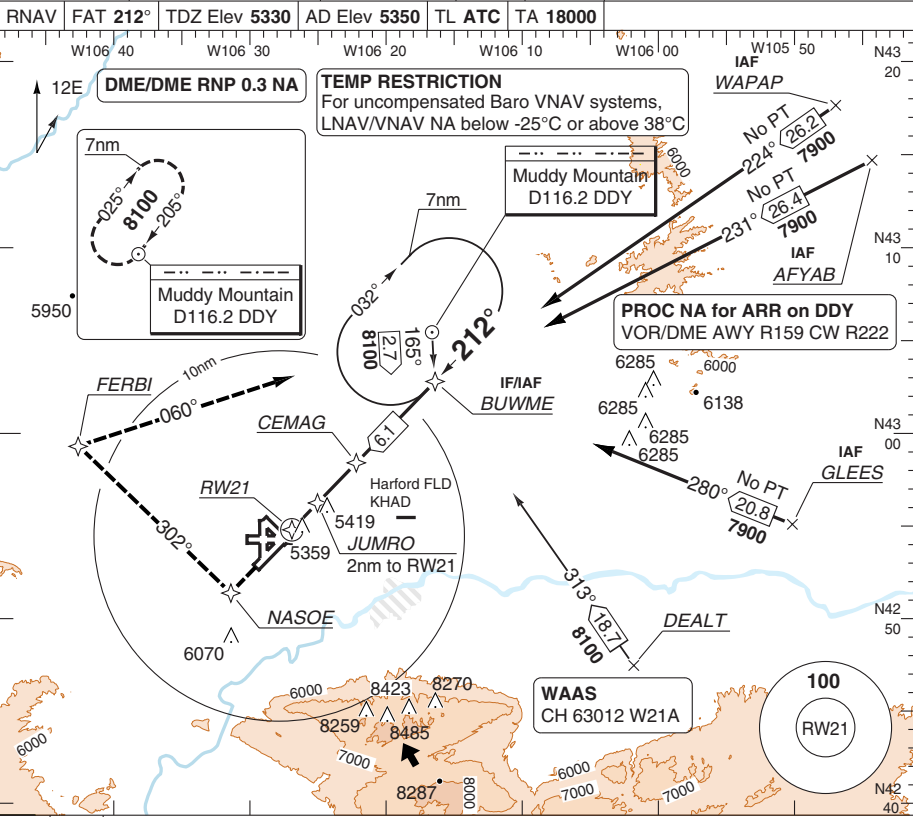 RNAV FAT 212° TDZ Elev 5330 AD Elev 5350 TL ATC TA 18000
W106 40 W106 30 W106 20 W106 10 W106 00 W105 50 N43
20
12E
DME/DME RNP 0.3 NA
TEMP RESTRICTION
For uncompensated Baro VNAV systems,
LNAV/VNAV NA below -25°C or above 38°C
IAF
WAPAP
No PT
26.2
224°
7900
6000
7nm
025°
8100
205°
Muddy Mountain
D116.2 DDY
5950
Muddy Mountain
D116.2 DDY
7nm
032°
165°
2.7
8100
212°
No PT
26.4
231°
7900
IAF
AFYAB
N43
10
PROC NA for ARR on DDY
VOR/DME AWY R159 CW R222
6285
6000
6285
6138
6285
6285
10nm
FERBI
060°
CEMAG
6.1
IF/IAF
BUWME
N43
00
IAF
GLEES
No PT
280°
20.8
7900
RW21
Harford FLD
KHAD
5419
5359
JUMRO
2nm to RW21
302°
NASOE
6070
313°
18.7
8100
DEALT
N42
50
WAAS
CH 63012 W21A
100
RW21
6000
8423
8270
8259
8485
7000
8287
8000
6000
6000
7000
7000
N42
40